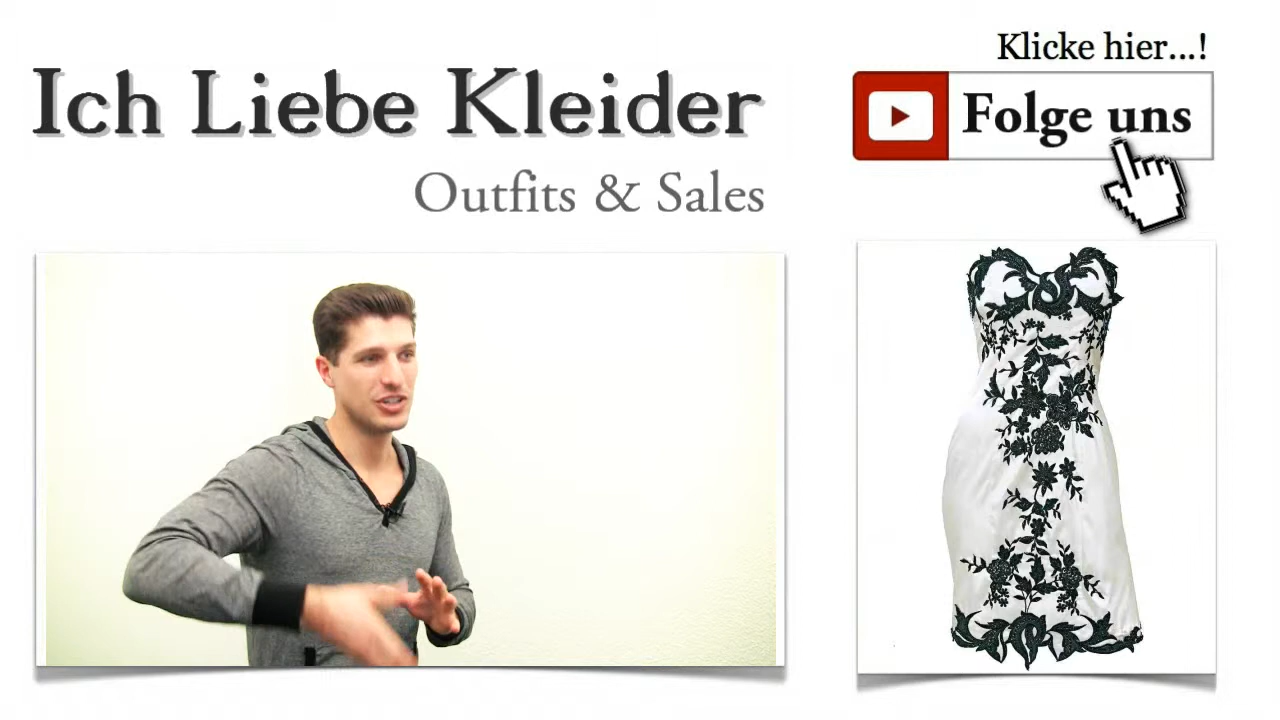 Ich Liebe Kleider
Outfits & Sales
Klicke hier...!
Folge uns